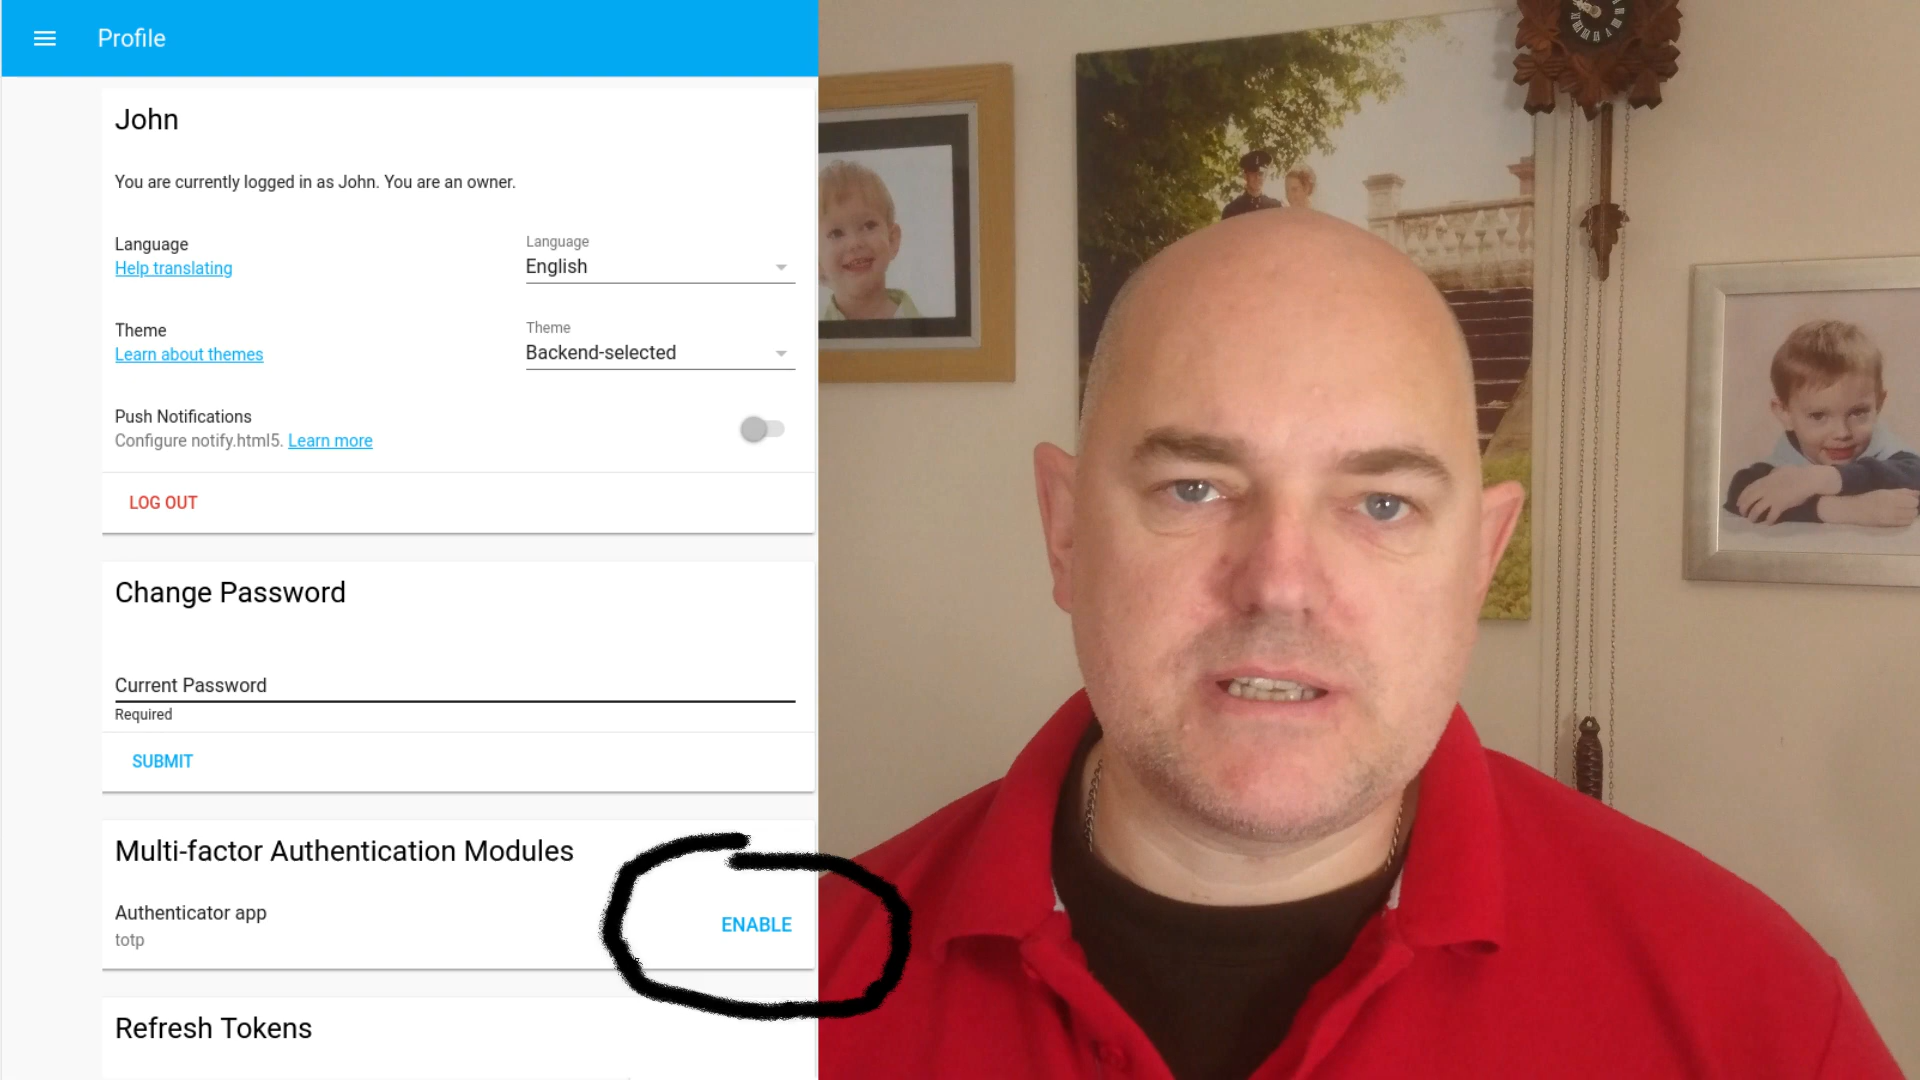 Profile
John
You are currently logged in as John. You are an owner.
Language
Help translating
Language
English
Theme
Learn about themes
Theme
Backend-selected
Push Notifications
Configure notify.html5. Learn more
LOG OUT
Change Password
Current Password
Required
SUBMIT
Multi-factor Authentication Modules
Authenticator app
totp
ENABLE
Refresh Tokens